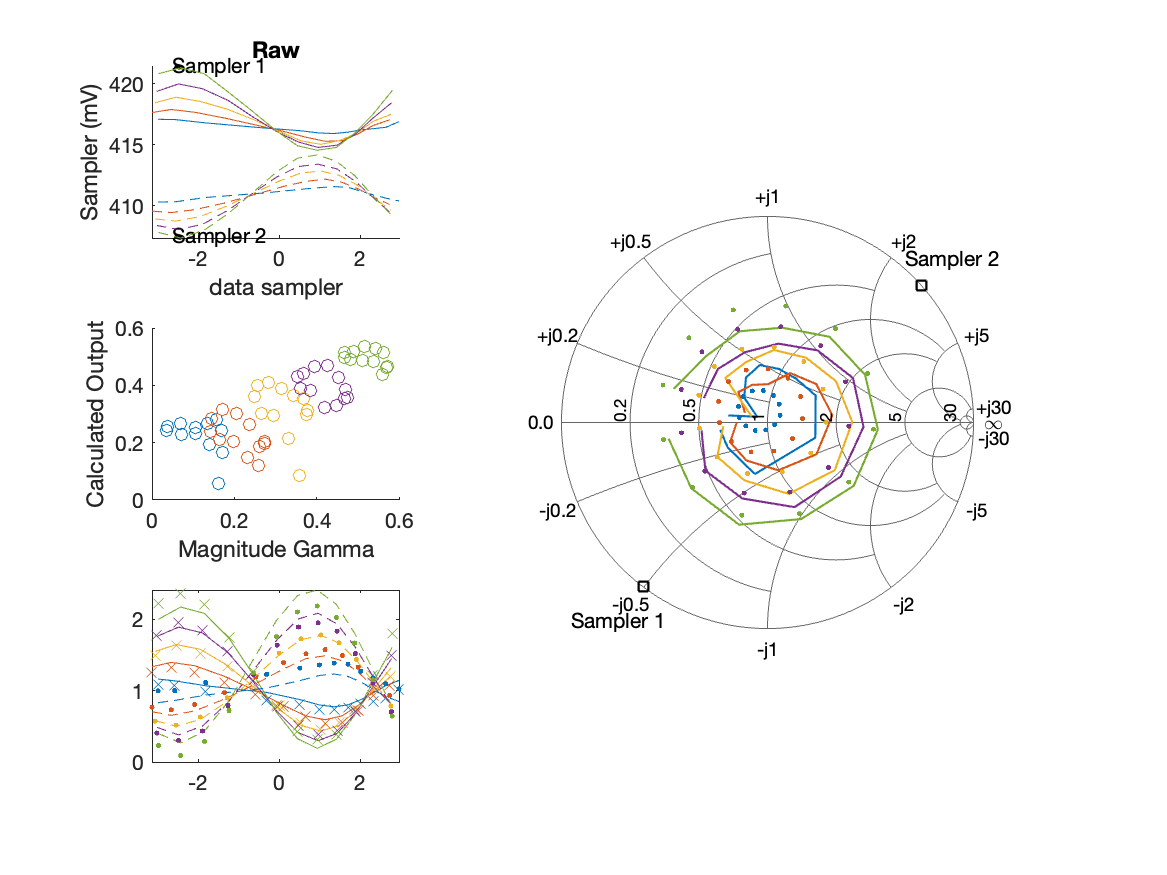 Raw
Sampler 1
420
415
410
Sampler (mV)
Sampler 2
-2 0 2
data sampler
0.6
0.4
0.2
0
Calculated Output
0 0.2 0.4 0.6
Magnitude Gamma
2
1
0
-2 0 2
+j1
+j0.5
+j2
Sampler 2
+j0.2
+j5
0.0 0.2 0.5 1 2 5 30 +j30
∞
-j30
-j0.2
-j5
-j0.5
-j2
Sampler 1
-j1